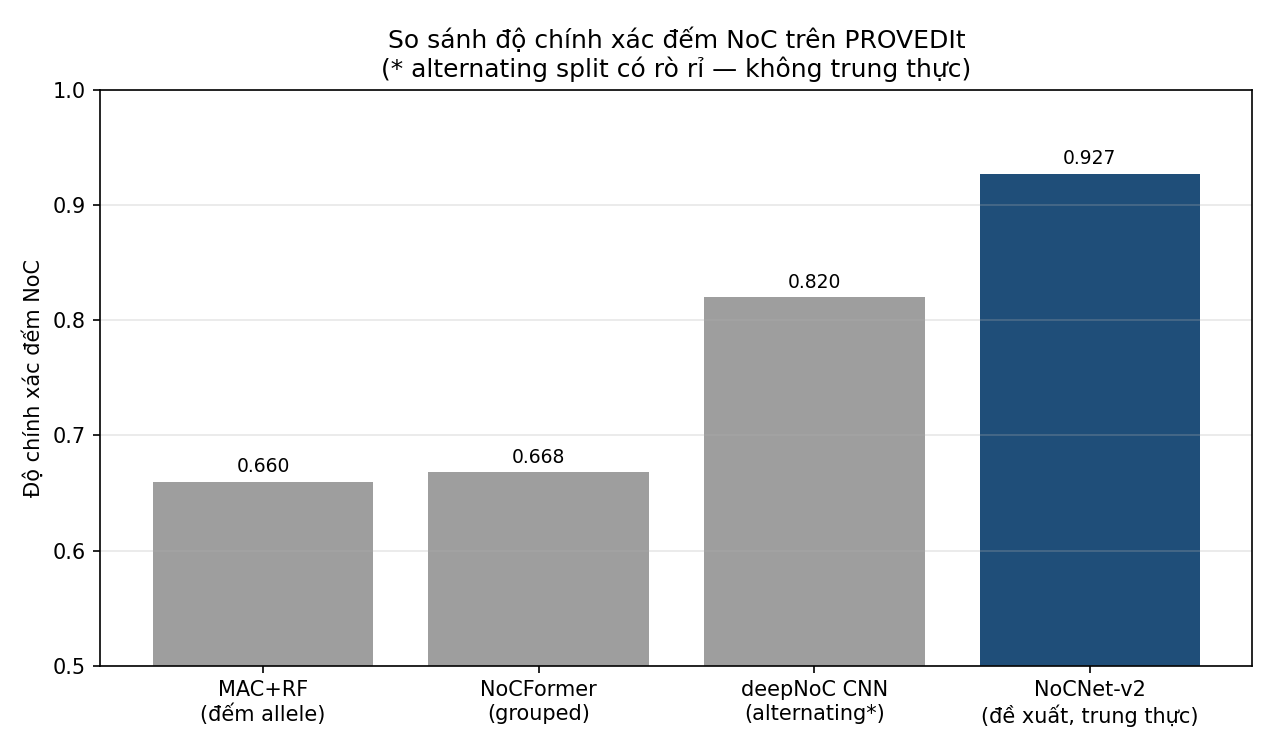 So sánh độ chính xác đếm NoC trên PROVEDIt
(* alternating split có rò rỉ — không trung thực)
Độ chính xác đếm NoC
1.0
0.9
0.8
0.7
0.6
0.5
0.660
0.668
0.820
0.927
MAC+RF
(đếm allele)
NoCFormer
(grouped)
deepNoC CNN
(alternating*)
NoCNet-v2
(đề xuất, trung thực)